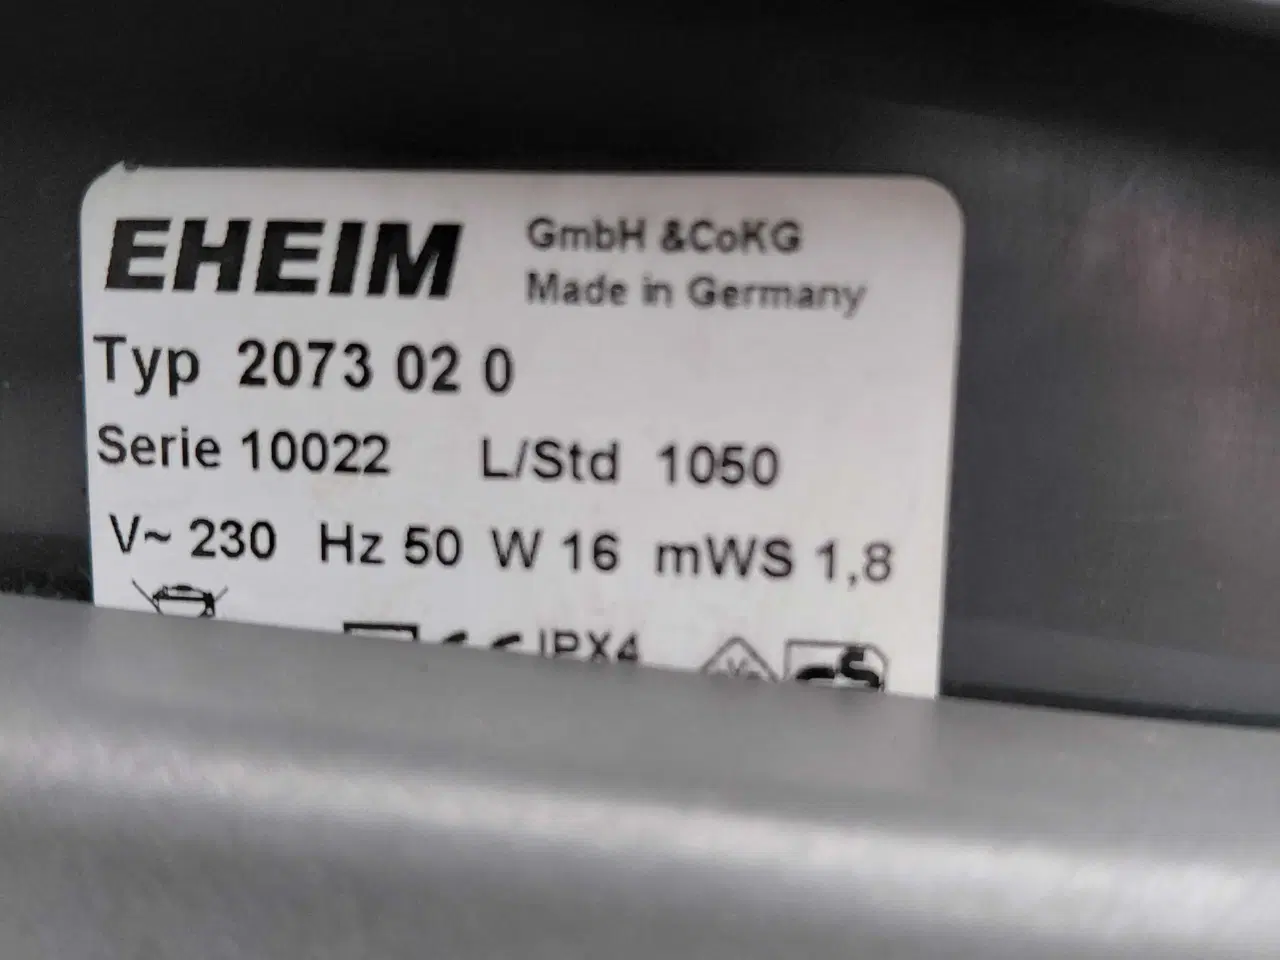 EHEIM
GmbH &CoKG
Made in Germany
Typ 2073 02 0
Serie 10022 L/Std 1050
V~ 230 Hz 50 W 16 mWS 1,8
IPX4